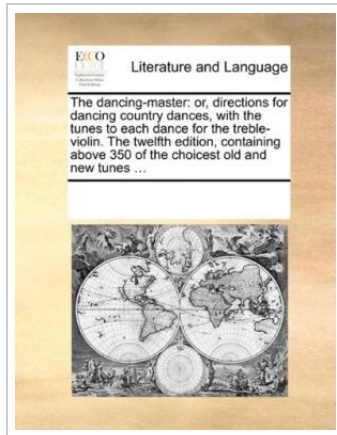 ECCO
Literature and Language
The dancing-master: or, directions for
dancing country dances, with the
tunes to each dance for the treble-
violin. The twelfth edition, containing
above 350 of the choicest old and
new tunes ...